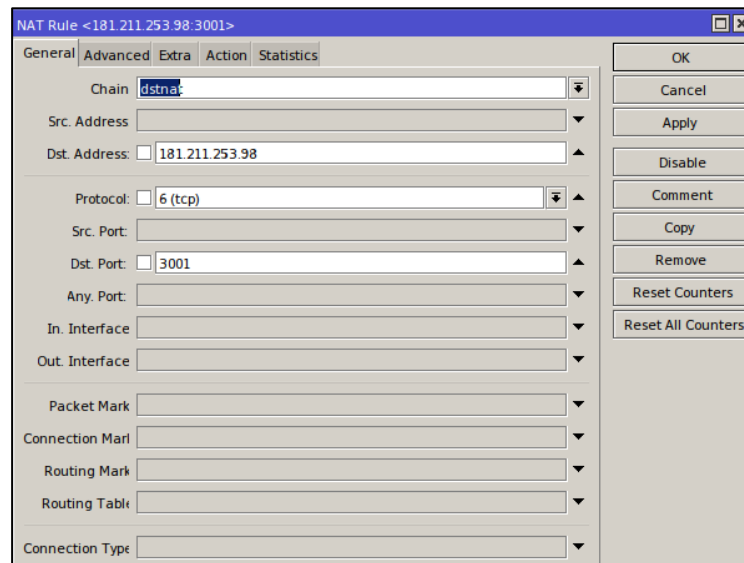 NAT Rule <181.211.253.98:3001>
General Advanced Extra Action Statistics
Chain dstnat
Src. Address
Dst. Address: 181.211.253.98
Protocol: 6 (tcp)
Src. Port:
Dst. Port: 3001
Any. Port:
In. Interface
Out. Interface
Packet Mark
Connection Mark
Routing Mark
Routing Table
Connection Type
OK
Cancel
Apply
Disable
Comment
Copy
Remove
Reset Counters
Reset All Counters